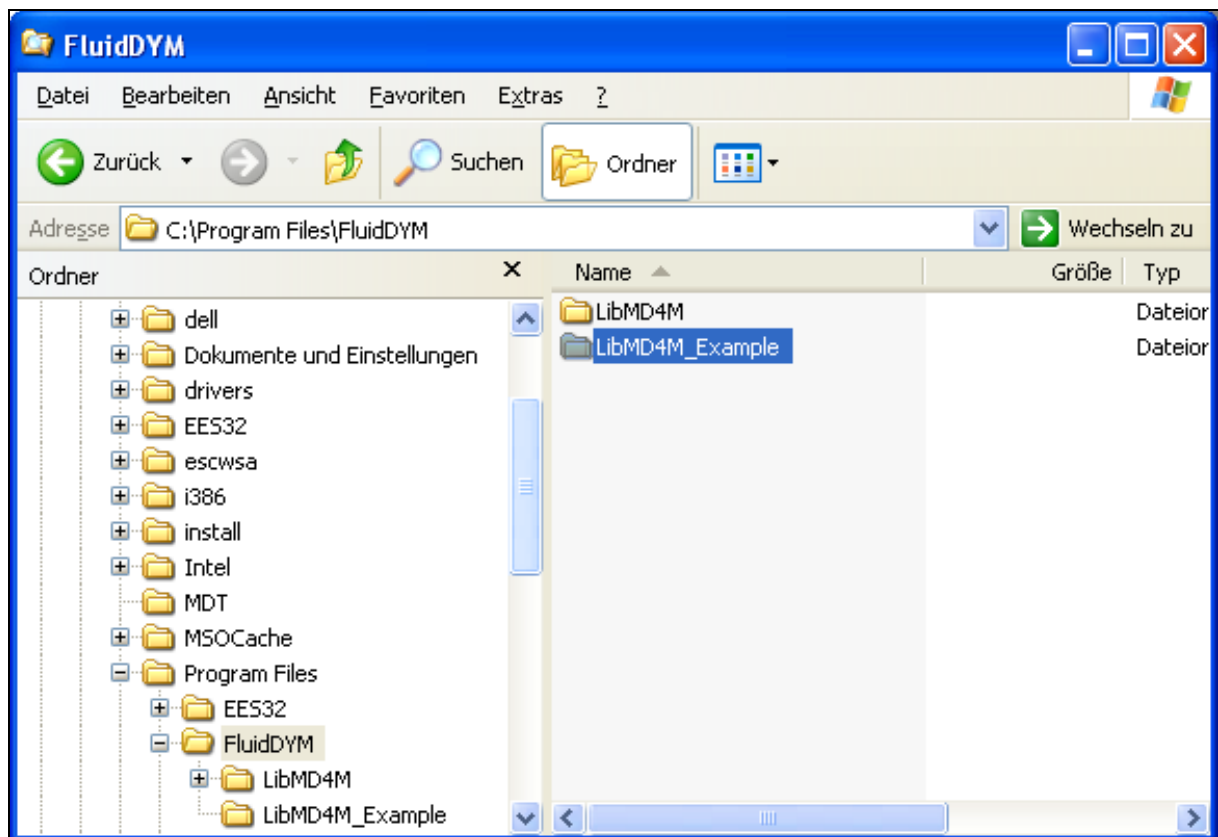 FluidDYM
Datei Bearbeiten Ansicht Favoriten Extras ?
Zurück Suchen Ordner
Adresse C:\Program Files\FluidDYM Wechseln zu
Ordner
Name Größe Typ
dell
Dokumente und Einstellungen
drivers
EES32
escwsa
i386
install
Intel
MDT
MSOCache
Program Files
EES32
FluidDYM
LibMD4M
LibMD4M_Example
LibMD4M Dateior
LibMD4M_Example Dateior